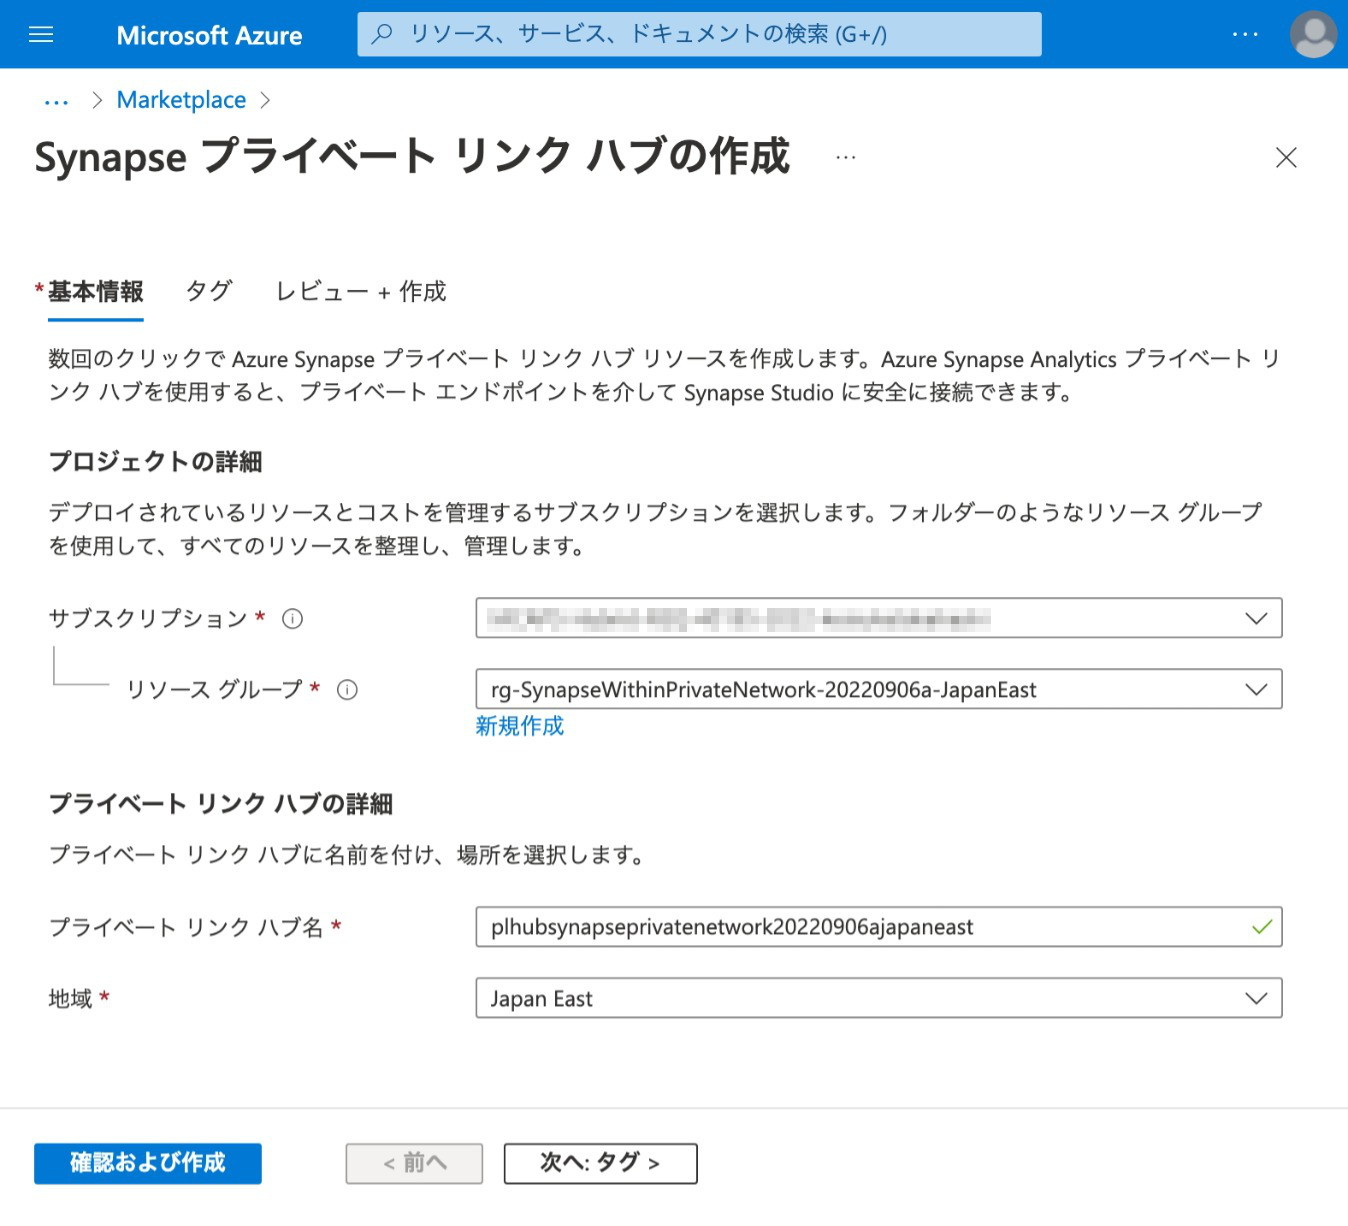 Microsoft Azure
リソース、サービス、ドキュメントの検索 (G+/)
...
... > Marketplace >
Synapse プライベート リンク ハブの作成 ...
*基本情報 タグ レビュー + 作成
数回のクリックで Azure Synapse プライベート リンク ハブ リソースを作成します。Azure Synapse Analytics プライベート リ
ンク ハブを使用すると、プライベート エンドポイントを介して Synapse Studio に安全に接続できます。
プロジェクトの詳細
デプロイされているリソースとコストを管理するサブスクリプションを選択します。フォルダーのようなリソース グループ
を使用して、すべてのリソースを整理し、管理します。
サブスクリプション *
リソース グループ *
rg-SynapseWithinPrivateNetwork-20220906a-JapanEast
新規作成
プライベート リンク ハブの詳細
プライベート リンク ハブに名前を付け、場所を選択します。
プライベート リンク ハブ名 *
plhubsynapseprivatenetwork20220906ajapaneast
地域 *
Japan East
確認および作成
< 前へ
次へ: タグ >